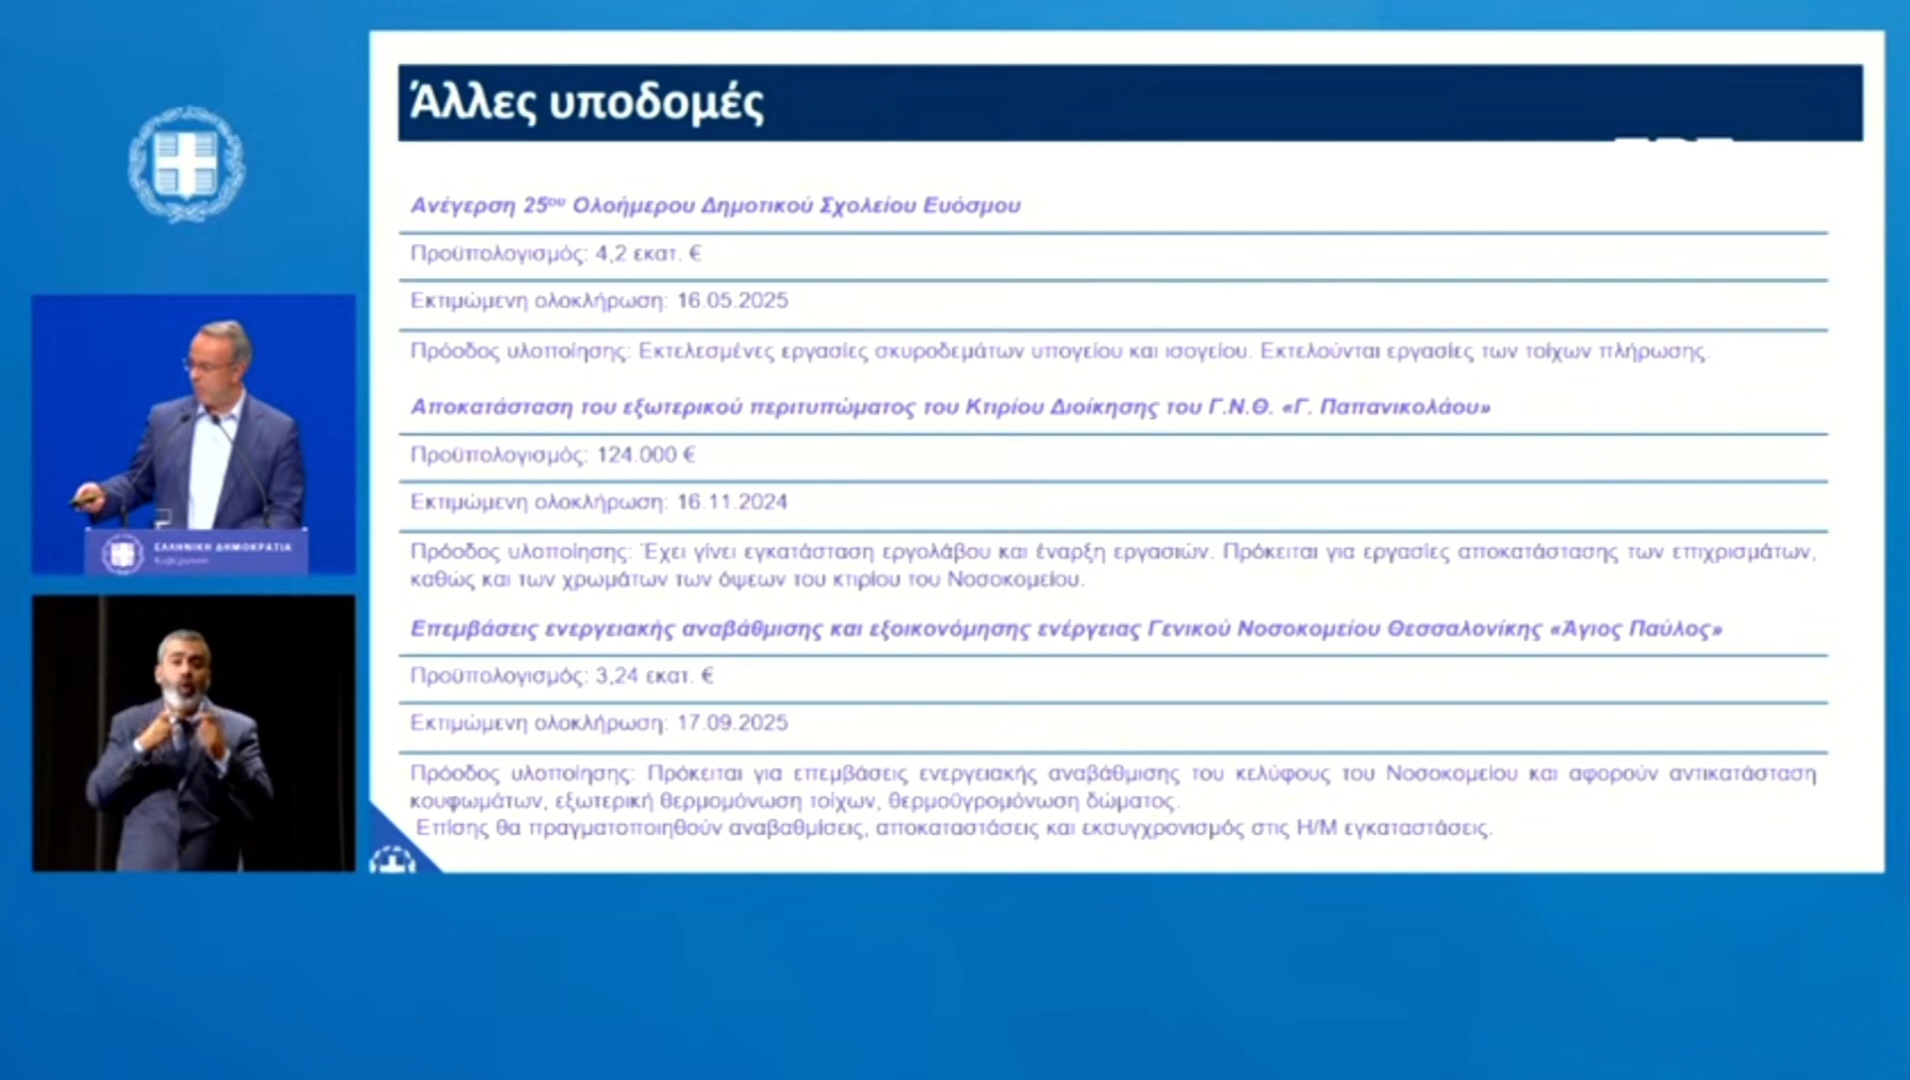 Άλλες υποδομές
Ανέγερση 25ου Ολοήμερου Δημοτικού Σχολείου Ευόσμου
Προϋπολογισμός: 4,2 εκατ. €
Εκτιμώμενη ολοκλήρωση: 16.05.2025
Πρόοδος υλοποίησης: Εκτελεσμένες εργασίες σκυροδεμάτων υπογείου και ισογείου. Εκτελούνται εργασίες των τοίχων πλήρωσης.
Αποκατάσταση του εξωτερικού περιτυπώματος του Κτιρίου Διοίκησης του Γ.Ν.Θ. «Γ. Παπανικολάου»
Προϋπολογισμός: 124.000 €
Εκτιμώμενη ολοκλήρωση: 16.11.2024
Πρόοδος υλοποίησης: Έχει γίνει εγκατάσταση εργολάβου και έναρξη εργασιών. Πρόκειται για εργασίες αποκατάστασης των επιχρισμάτων,
καθώς και των χρωμάτων των όψεων του κτιρίου του Νοσοκομείου.
Επεμβάσεις ενεργειακής αναβάθμισης και εξοικονόμησης ενέργειας Γενικού Νοσοκομείου Θεσσαλονίκης «Άγιος Παύλος»
Προϋπολογισμός: 3,24 εκατ. €
Εκτιμώμενη ολοκλήρωση: 17.09.2025
Πρόοδος υλοποίησης: Πρόκειται για επεμβάσεις ενεργειακής αναβάθμισης του κελύφους του Νοσοκομείου και αφορούν αντικατάσταση
κουφωμάτων, εξωτερική θερμομόνωση τοίχων, θερμοϋγρομόνωση δώματος.
Επίσης θα πραγματοποιηθούν αναβαθμίσεις, αποκαταστάσεις και εκσυγχρονισμός στις Η/Μ εγκαταστάσεις.
ΕΛΛΗΝΙΚΗ ΔΗΜΟΚΡΑΤΙΑ
Κυβέρνηση